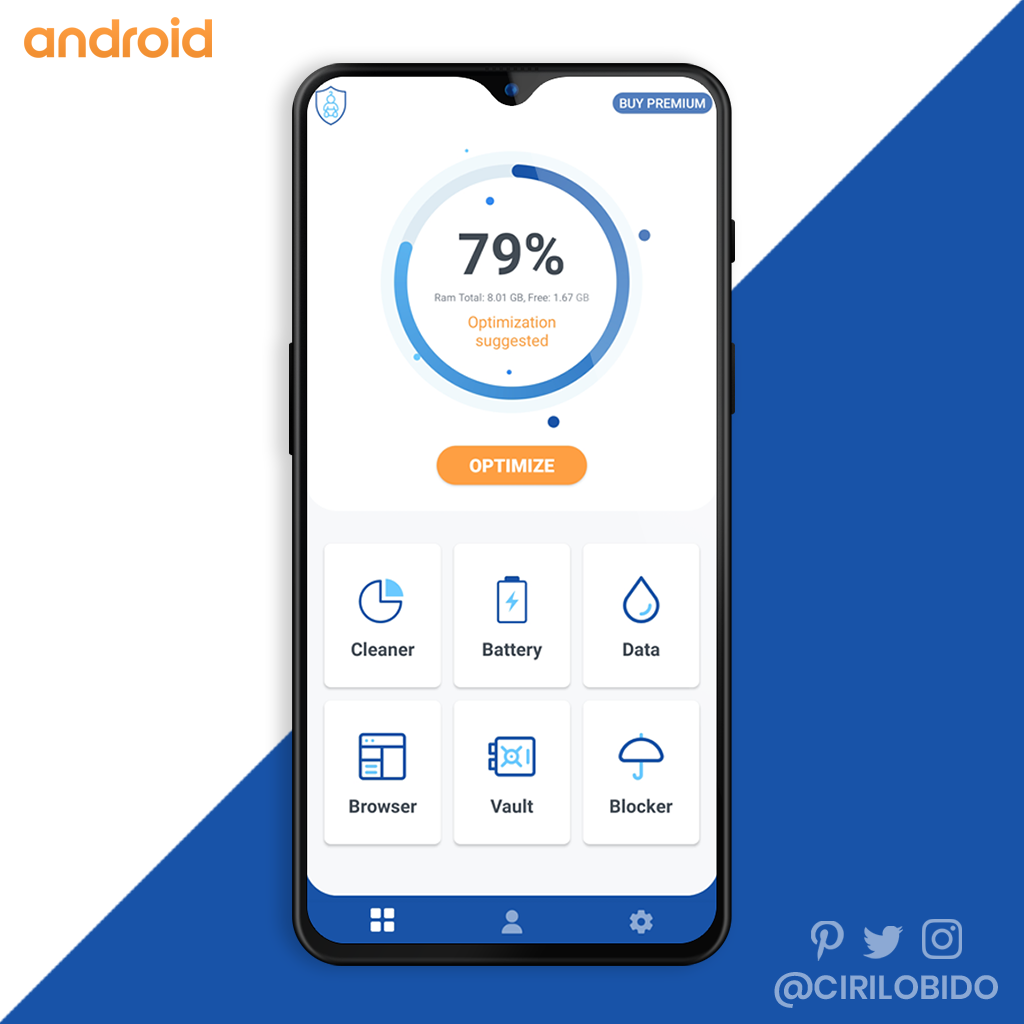 android
BUY PREMIUM
79%
Ram Total: 8.01 GB, Free: 1.67 GB
Optimization
suggested
OPTIMIZE
Cleaner
Battery
Data
Browser
Vault
Blocker
@CIRILOBIDO